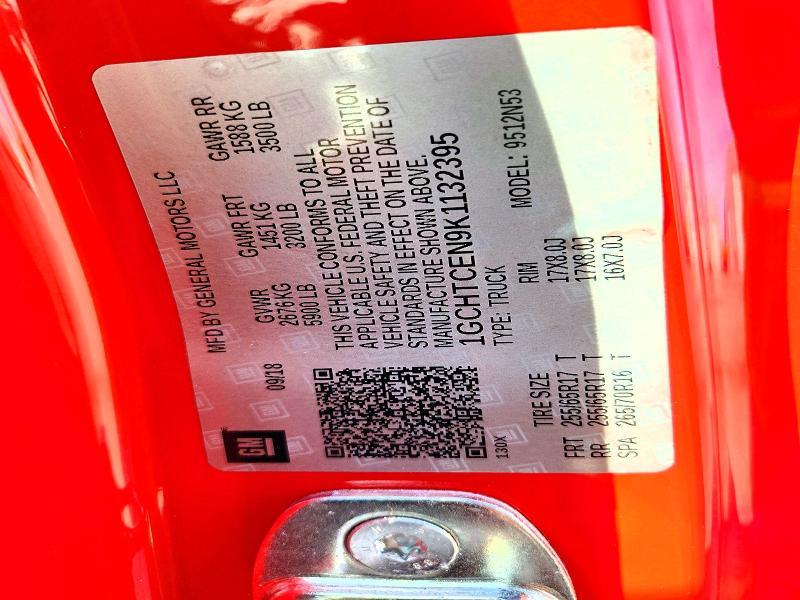 GM
MFD BY GENERAL MOTORS LLC
09/18 GVWR GAWR FRT GAWR RR
2676 KG 1451 KG 1588 KG
5900 LB 3200 LB 3500 LB
THIS VEHICLE CONFORMS TO ALL
APPLICABLE U.S. FEDERAL MOTOR
VEHICLE SAFETY AND THEFT PREVENTION
STANDARDS IN EFFECT ON THE DATE OF
MANUFACTURE SHOWN ABOVE.
1GCHTCEN9K1132395
130X TYPE: TRUCK MODEL: 9512N53
TIRE SIZE RIM
FRT 255/65R17 T 17X8.0J
RR 255/65R17 T 17X8.0J
SPA 265/70R16 T 16X7.0J